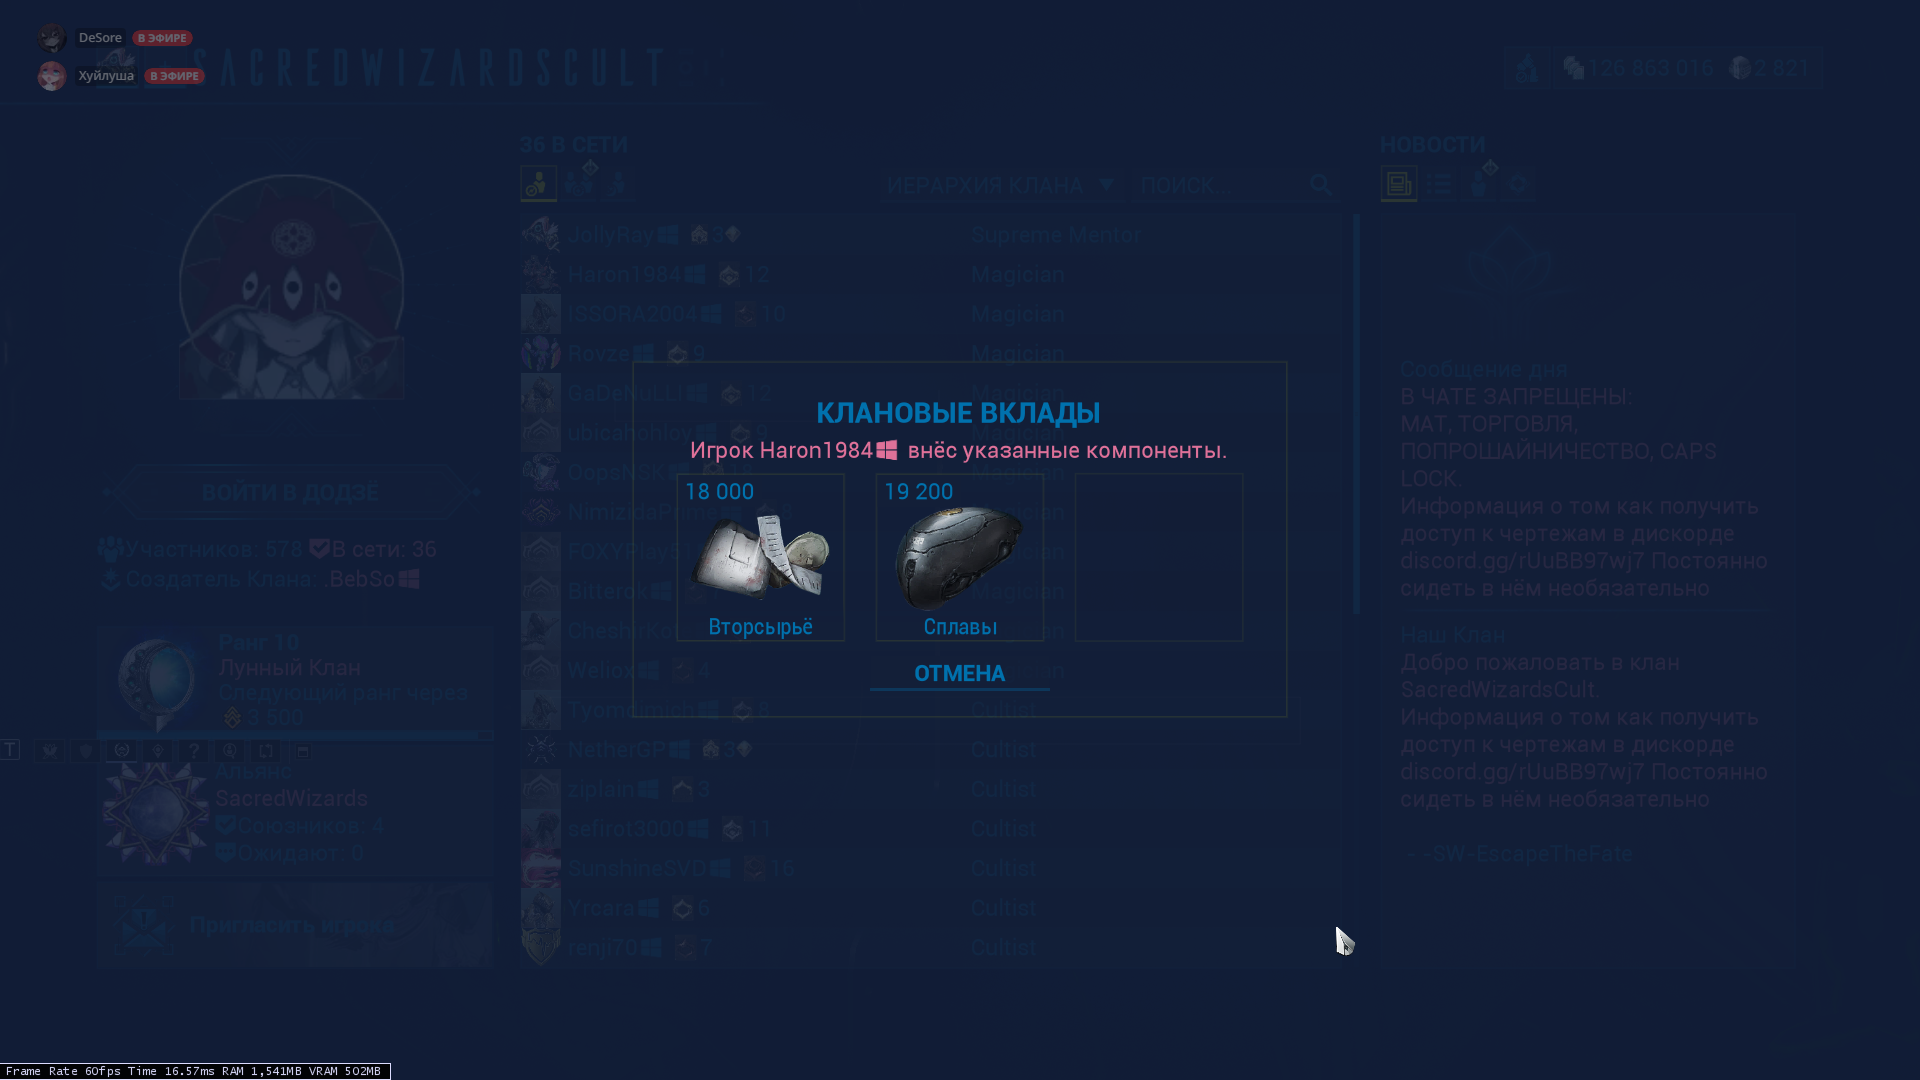 DeSore В ЭФИРЕ
Хуйлуша В ЭФИРЕ
SACREDWIZARDSCULT
126 863 016 2 821
36 В СЕТИ
ИЕРАРХИЯ КЛАНА
ПОИСК...
JollyRay 3 Supreme Mentor
Haron1984 12 Magician
ISSORA2004 10 Magician
Rovze 9 Magician
КЛАНОВЫЕ ВКЛАДЫ
Игрок Haron1984 внёс указанные компоненты.
18 000
Вторсырьё
19 200
Сплавы
ОТМЕНА
Weliox 4
NetherGP 3 Cultist
ziplain 3 Cultist
sefirot3000 11 Cultist
SunshineSVD 16 Cultist
Yrcara 6 Cultist
renji70 7 Cultist
ВОЙТИ В ДОДЗЁ
Участников: 578 В сети: 36
Создатель Клана: .BebSo
Ранг 10
Лунный Клан
Следующий ранг через
3 500
T
Альянс
SacredWizards
Союзников: 4
Ожидают: 0
Пригласить игрока
НОВОСТИ
Сообщение дня
В ЧАТЕ ЗАПРЕЩЕНЫ:
МАТ, ТОРГОВЛЯ,
ПОПРОШАЙНИЧЕСТВО, CAPS
LOCK.
Информация о том как получить
доступ к чертежам в дискорде
discord.gg/rUuBB97wj7 Постоянно
сидеть в нём необязательно
Наш Клан
Добро пожаловать в клан
SacredWizardsCult.
Информация о том как получить
доступ к чертежам в дискорде
discord.gg/rUuBB97wj7 Постоянно
сидеть в нём необязательно
- -SW-EscapeTheFate
Frame Rate 60fps Time 16.57ms RAM 1,541MB VRAM 502MB